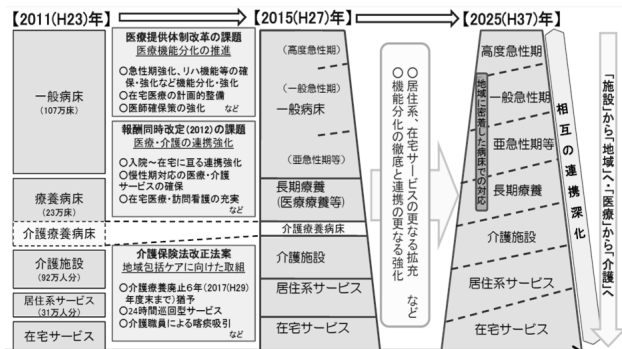 【2011(H23)年】
【2015(H27)年】
【2025(H37)年】
一般病床
(107万床)
療養病床
(23万床)
介護療養病床
介護施設
(92万人分)
居住系サービス
(31万人分)
在宅サービス
医療提供体制改革の課題
医療機能分化の推進
○急性期強化、リハ機能等の確
保・強化など機能分化・強化
○在宅医療の計画的整備
○医師確保策の強化
など
報酬同時改定(2012)の課題
医療・介護の連携強化
○入院～在宅に亘る連携強化
○慢性期対応の医療・介護
サービスの確保
○在宅医療・訪問看護の充実
など
介護保険法改正法案
地域包括ケアに向けた取組
○介護療養廃止6年(2017(H29)
年度末まで)猶予
○24時間巡回型サービス
○介護職員による喀痰吸引
など
(高度急性期)
(一般急性期)
一般病床
(亜急性期等)
長期療養
(医療療養等)
介護療養病床
介護施設
居住系サービス
在宅サービス
○居住系、在宅サービスの更なる拡充
○機能分化の徹底と連携の更なる強化
など
高度急性期
一般急性期
亜急性期等
長期療養
介護施設
居住系サービス
在宅サービス
地域に密着した病床での対応
相互の連携深化
「施設」から「地域」へ・「医療」から「介護」へ